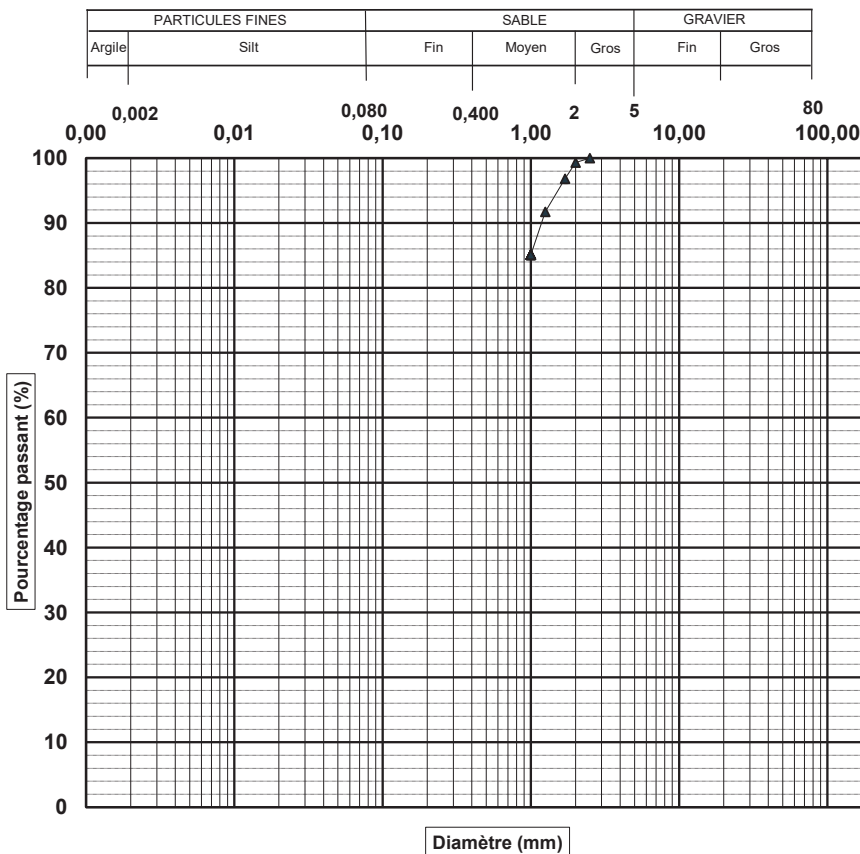 PARTICULES FINES SABLE GRAVIER
Argile Silt Fin Moyen Gros Fin Gros
0,002 0,080 0,400 2 5 80
0,00 0,01 0,10 1,00 10,00 100,00
100
90
80
70
60
50
40
30
20
10
0
Pourcentage passant (%)
Diamètre (mm)